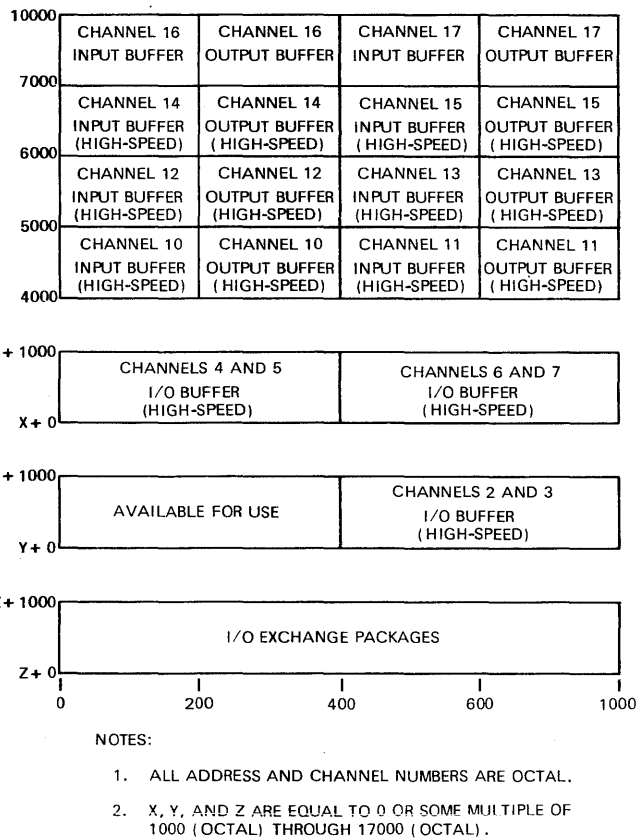 10000
CHANNEL 16 CHANNEL 16 CHANNEL 17 CHANNEL 17
INPUT BUFFER OUTPUT BUFFER INPUT BUFFER OUTPUT BUFFER
7000
CHANNEL 14 CHANNEL 14 CHANNEL 15 CHANNEL 15
INPUT BUFFER OUTPUT BUFFER INPUT BUFFER OUTPUT BUFFER
(HIGH-SPEED) (HIGH-SPEED) (HIGH-SPEED) (HIGH-SPEED)
6000
CHANNEL 12 CHANNEL 12 CHANNEL 13 CHANNEL 13
INPUT BUFFER OUTPUT BUFFER INPUT BUFFER OUTPUT BUFFER
(HIGH-SPEED) (HIGH-SPEED) (HIGH-SPEED) (HIGH-SPEED)
5000
CHANNEL 10 CHANNEL 10 CHANNEL 11 CHANNEL 11
INPUT BUFFER OUTPUT BUFFER INPUT BUFFER OUTPUT BUFFER
(HIGH-SPEED) (HIGH-SPEED) (HIGH-SPEED) (HIGH-SPEED)
4000
+ 1000
CHANNELS 4 AND 5 CHANNELS 6 AND 7
I/O BUFFER I/O BUFFER
(HIGH-SPEED) (HIGH-SPEED)
X + 0
+ 1000
CHANNELS 2 AND 3
AVAILABLE FOR USE I/O BUFFER
(HIGH-SPEED)
Y + 0
+ 1000
I/O EXCHANGE PACKAGES
Z + 0
0 200 400 600 1000
NOTES:
1. ALL ADDRESS AND CHANNEL NUMBERS ARE OCTAL.
2. X, Y, AND Z ARE EQUAL TO 0 OR SOME MULTIPLE OF
1000 (OCTAL) THROUGH 17000 (OCTAL).